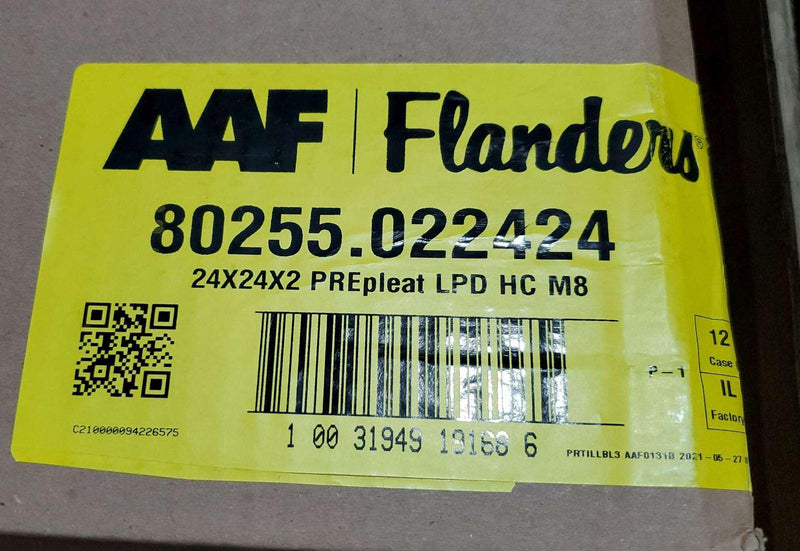 AAF | Flanders®
80255.022424
24X24X2 PREpleat LPD HC M8
P-1
12
Case
IL
Factory
C210000094226575
1 00 31949 19168 6
PRTILLBL3 AAF0131B 2021-05-27